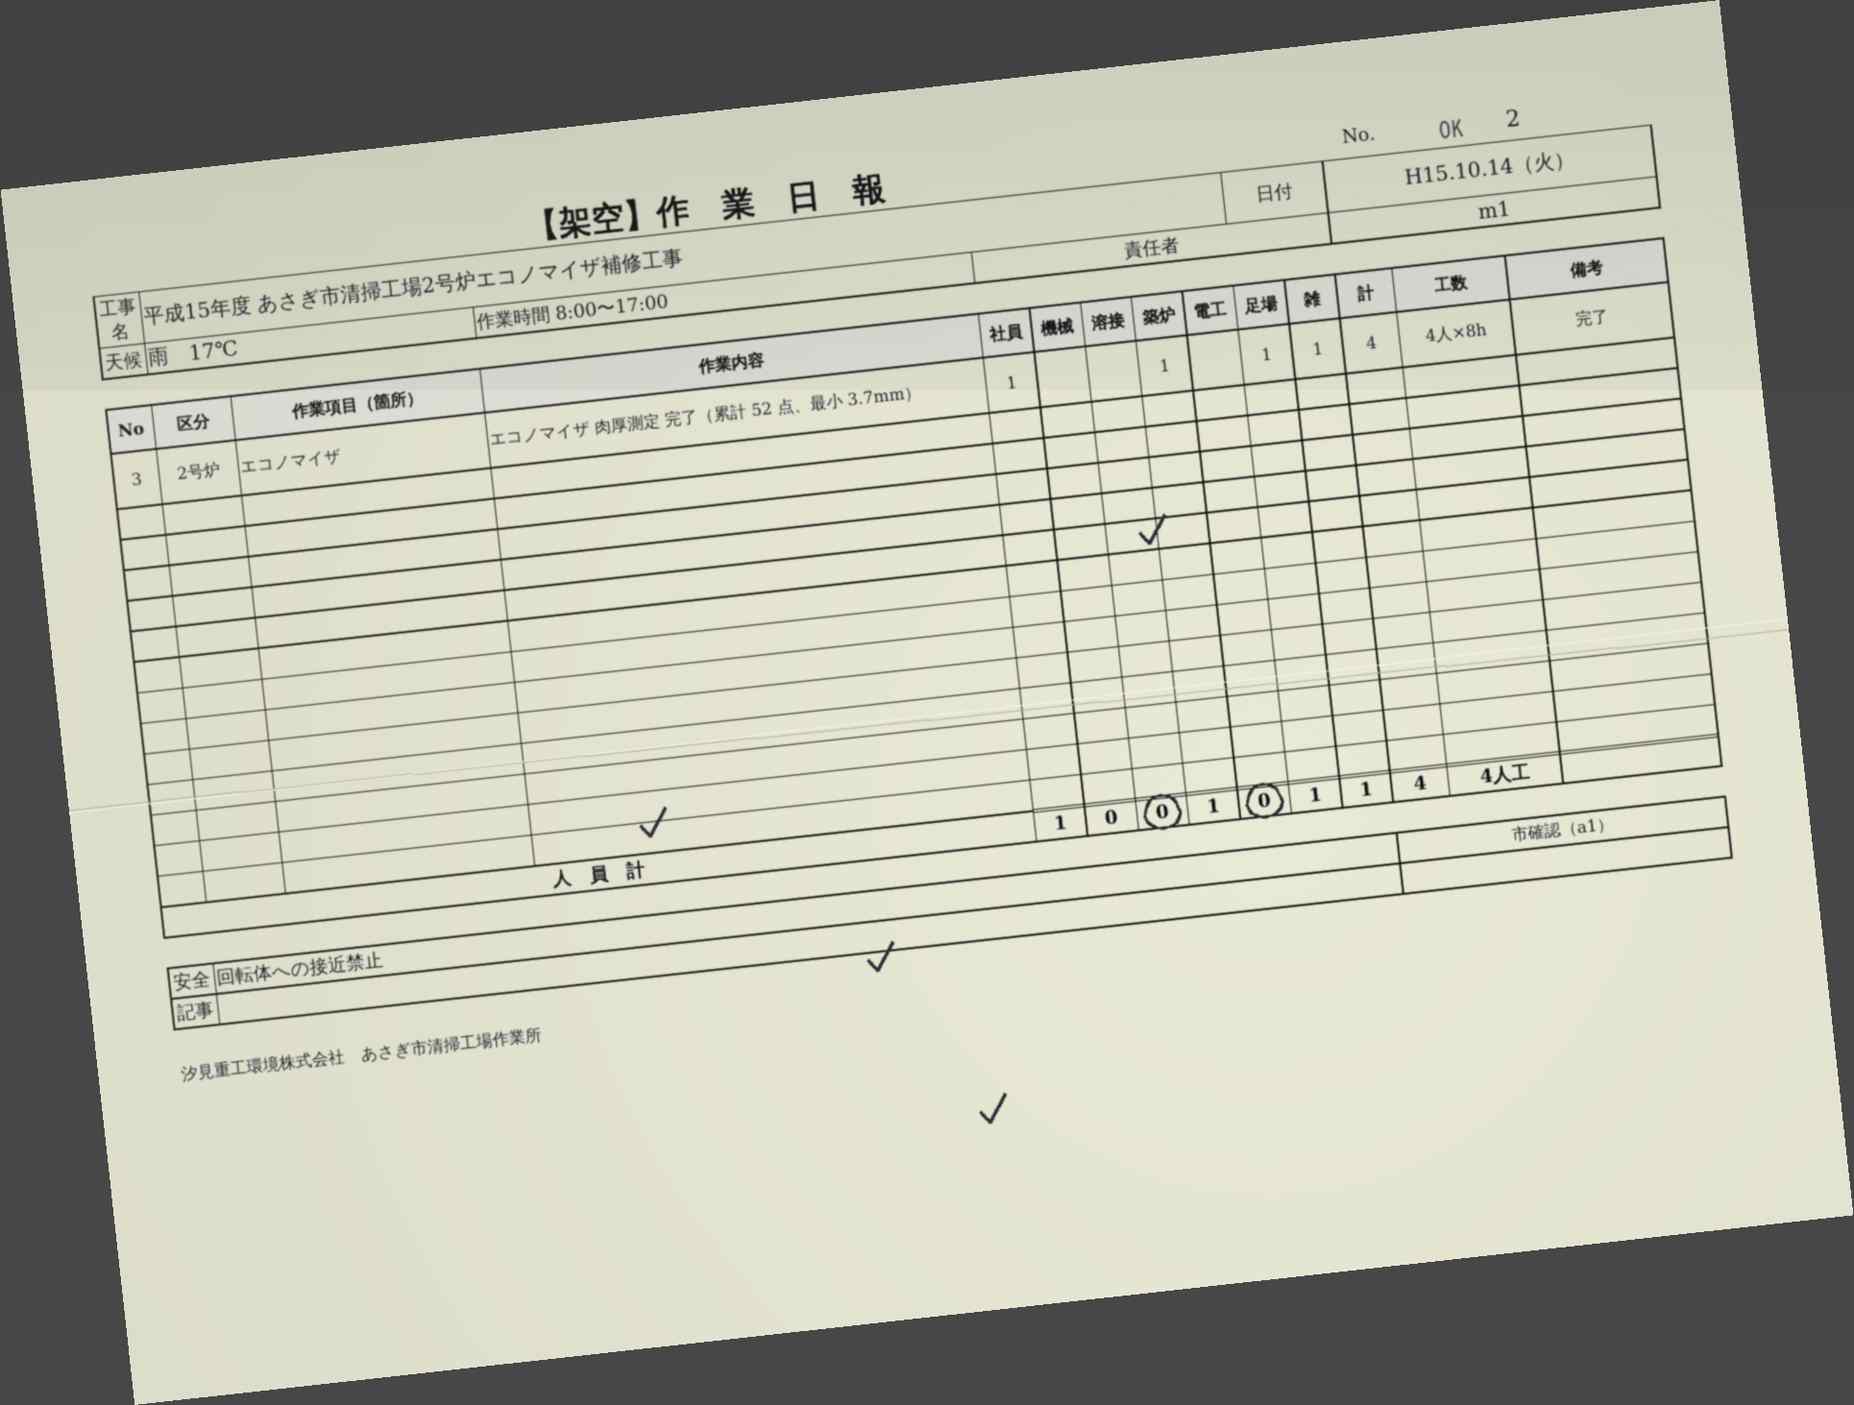 No. OK 2
【架空】作 業 日 報
工事名 平成15年度 あさぎ市清掃工場2号炉エコノマイザ補修工事 日付 H15.10.14（火）
天候 雨 17℃ 作業時間 8:00〜17:00 責任者 m1
No 区分 作業項目（箇所） 作業内容 社員 機械 溶接 築炉 電工 足場 雑 計 工数 備考
3 2号炉 エコノマイザ エコノマイザ 肉厚測定 完了（累計 52 点、最小 3.7mm） 1 1 1 1 4 4人×8h 完了
人 員 計 1 0 0 1 0 1 1 4 4人工
安全 回転体への接近禁止 市確認（a1）
記事
汐見重工環境株式会社 あさぎ市清掃工場作業所